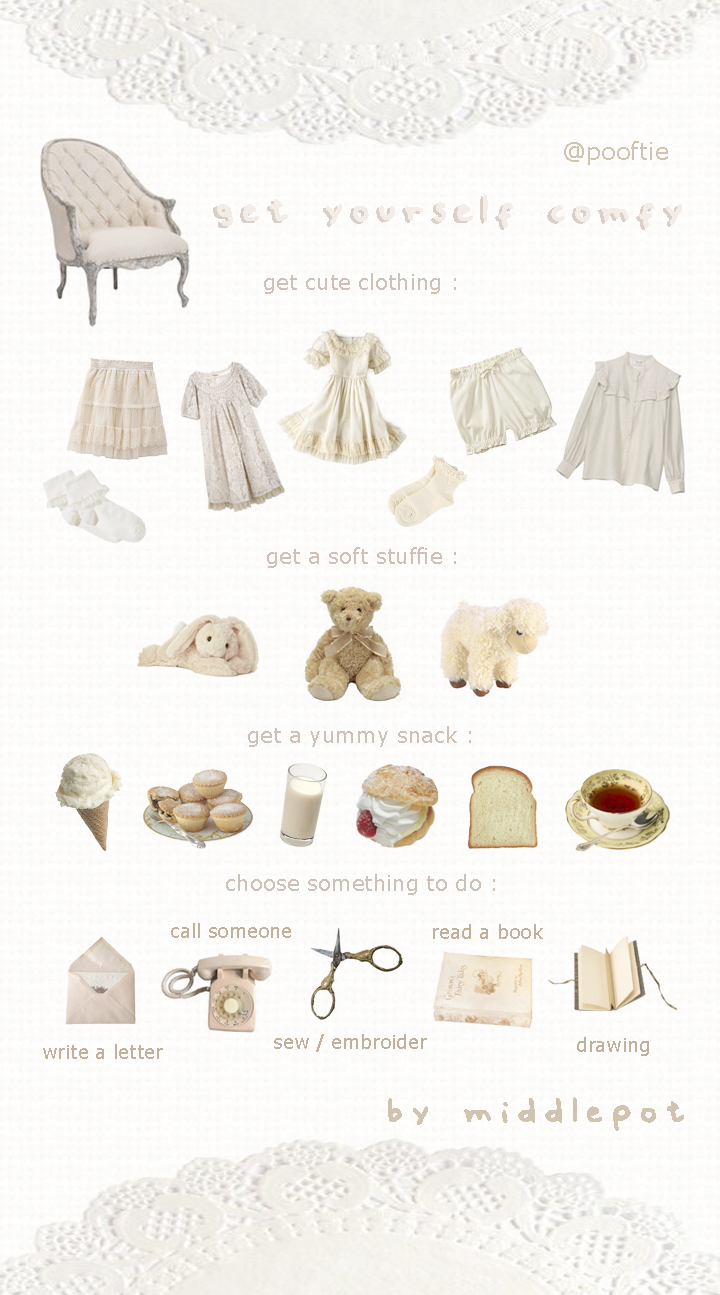 @pooftie
get yourself comfy
get cute clothing :
get a soft stuffie :
get a yummy snack :
choose something to do :
call someone
read a book
write a letter
sew / embroider
drawing
by middlepot